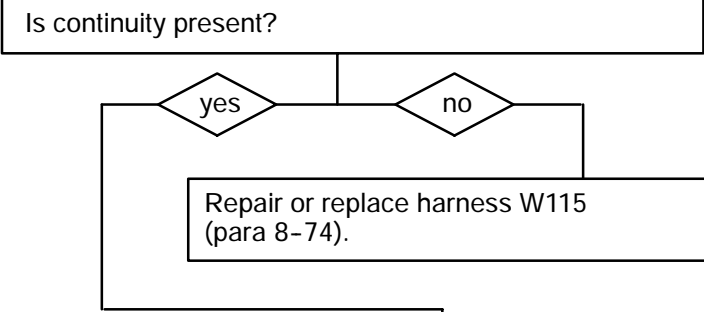 Is continuity present?
yes
no
Repair or replace harness W115
(para 8-74).